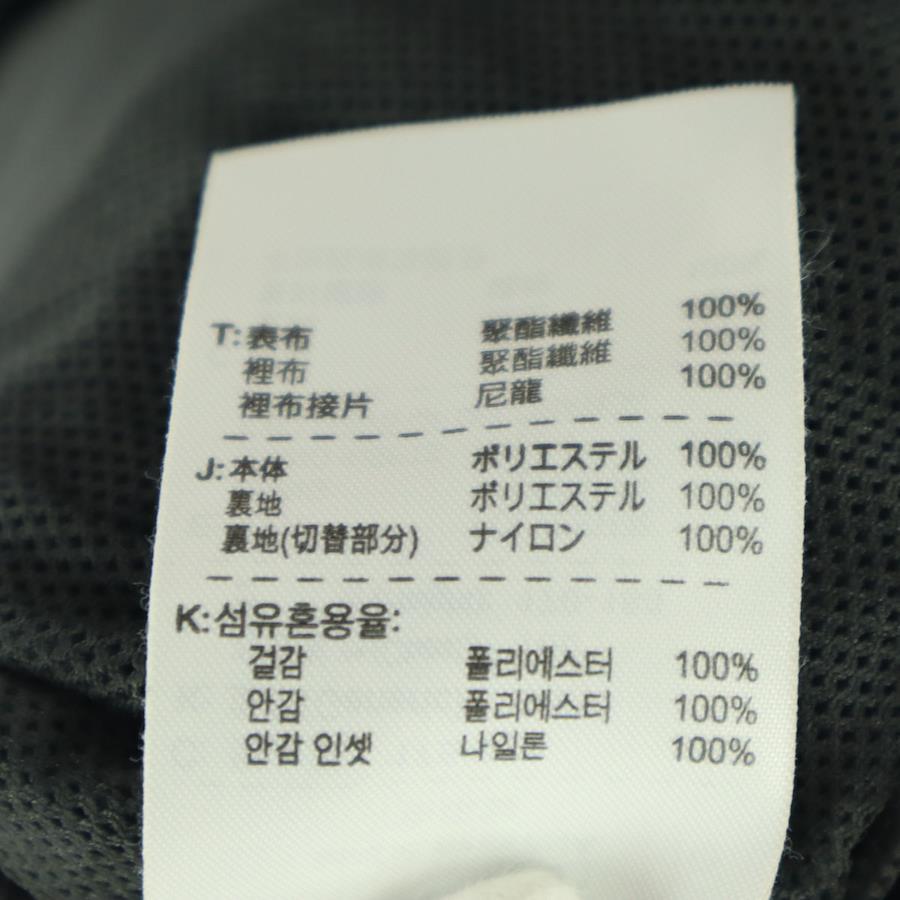 T:表布 聚酯纖維 100%
裡布 聚酯纖維 100%
裡布接片 尼龍 100%
J:本体 ポリエステル 100%
裏地 ポリエステル 100%
裏地(切替部分) ナイロン 100%
K:섬유혼용율:
겉감 폴리에스터 100%
안감 폴리에스터 100%
안감 인셋 나일론 100%